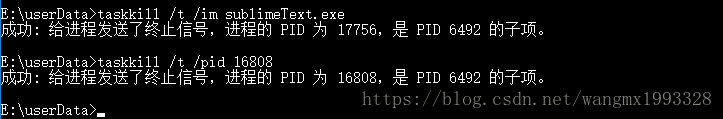 E:\userData>taskkill /t /im sublimeText.exe
成功: 给进程发送了终止信号，进程的 PID 为 17756，是 PID 6492 的子项。
E:\userData>taskkill /t /pid 16808
成功: 给进程发送了终止信号，进程的 PID 为 16808，是 PID 6492 的子项。
https://blog.csdn.net/wangmx1993328
E:\userData>